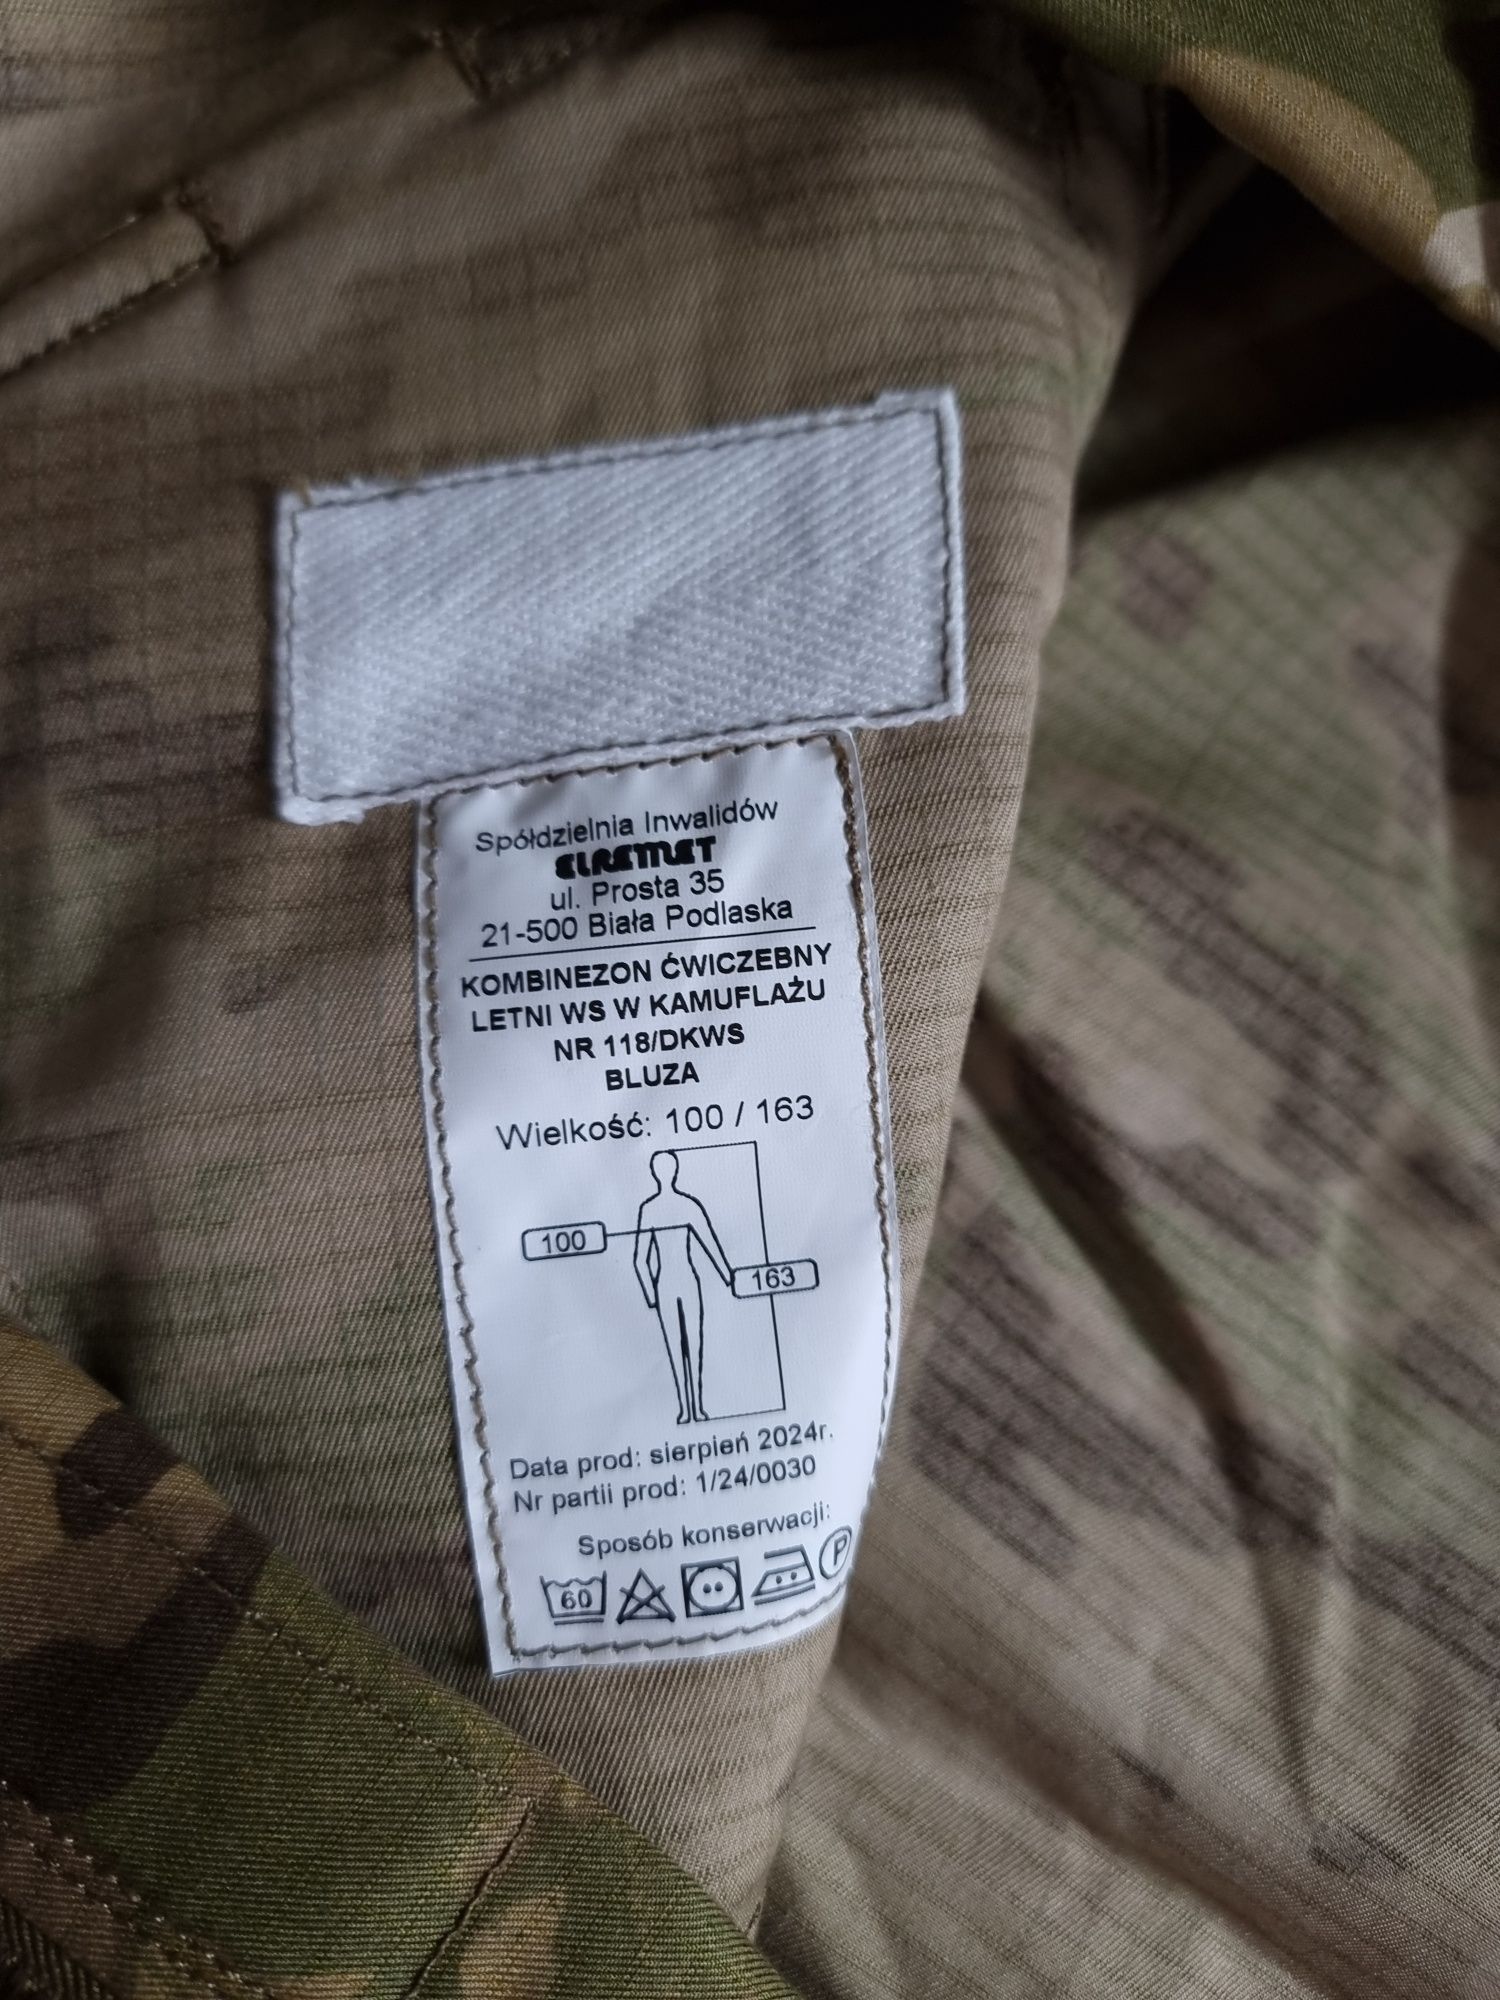 Spółdzielnia Inwalidów
ELREMET
ul. Prosta 35
21-500 Biała Podlaska
KOMBINEZON ĆWICZEBNY
LETNI WS W KAMUFLAŻU
NR 118/DKWS
BLUZA
Wielkość: 100 / 163
100
163
Data prod: sierpień 2024r.
Nr partii prod: 1/24/0030
Sposób konserwacji:
60 P